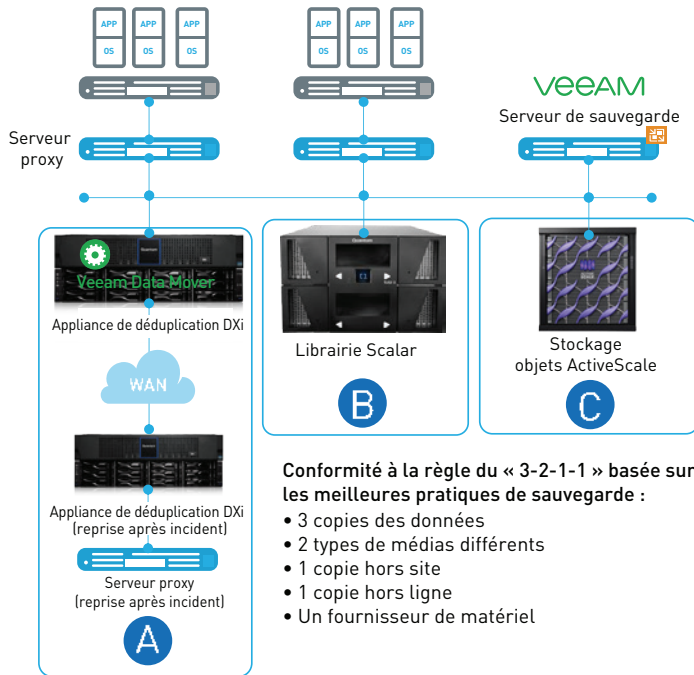 APP APP APP
OS OS OS
APP APP APP
OS OS OS
veeAM
Serveur de sauvegarde
Serveur
proxy
Quantum
Veeam Data Mover
Appliance de déduplication DXi
WAN
Appliance de déduplication DXi
(reprise après incident)
Serveur proxy
(reprise après incident)
A
Quantum
Librairie Scalar
B
Stockage
objets ActiveScale
C
Conformité à la règle du « 3-2-1-1 » basée sur
les meilleures pratiques de sauvegarde :
• 3 copies des données
• 2 types de médias différents
• 1 copie hors site
• 1 copie hors ligne
• Un fournisseur de matériel